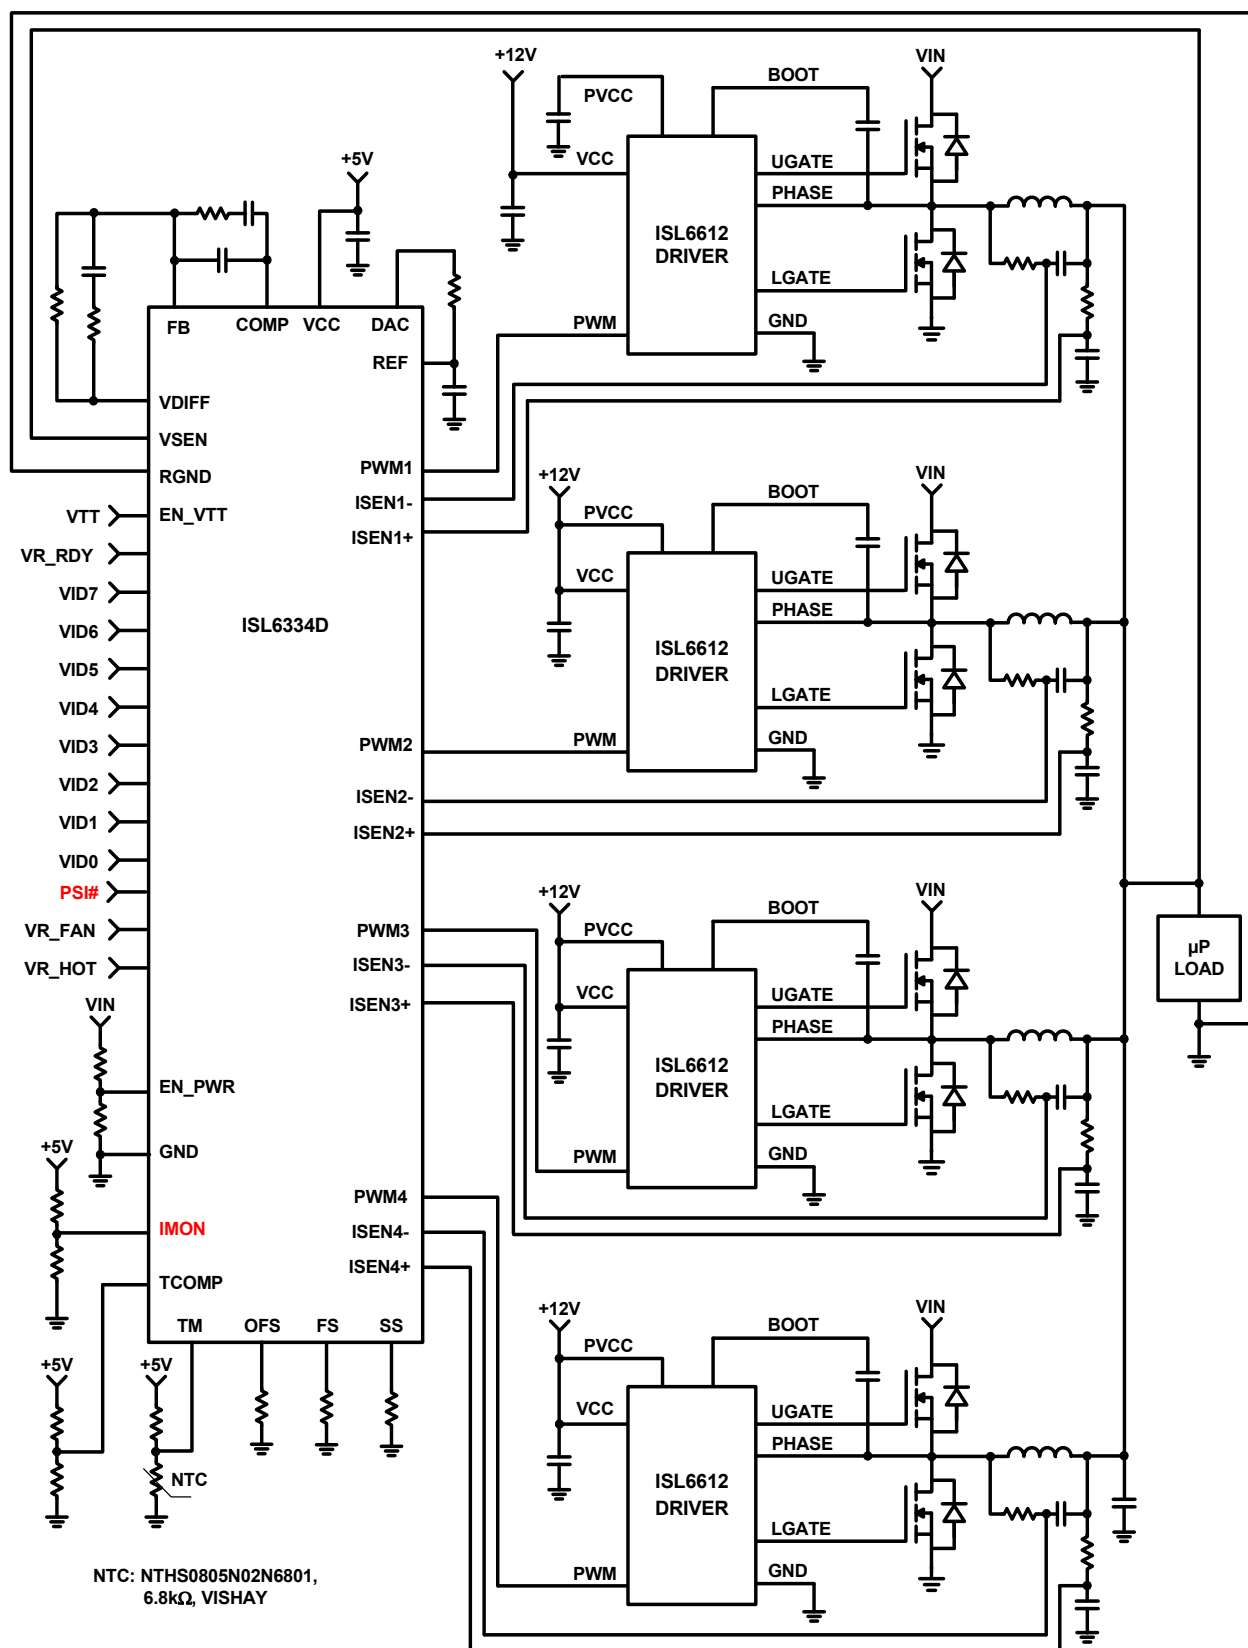 +12V
PVCC
BOOT
VIN
VCC
UGATE
PHASE
ISL6612
DRIVER
LGATE
PWM
GND
+5V
FB
COMP
VCC
DAC
REF
VDIFF
VSEN
RGND
EN_VTT
VTT
VR_RDY
VID7
VID6
VID5
VID4
VID3
VID2
VID1
VID0
PSI#
VR_FAN
VR_HOT
VIN
EN_PWR
GND
+5V
IMON
TCOMP
TM
OFS
FS
SS
+5V
+5V
NTC
ISL6334D
PWM1
ISEN1-
ISEN1+
PWM2
ISEN2-
ISEN2+
PWM3
ISEN3-
ISEN3+
PWM4
ISEN4-
ISEN4+
+12V
PVCC
BOOT
VIN
VCC
UGATE
PHASE
ISL6612
DRIVER
LGATE
PWM
GND
+12V
PVCC
BOOT
VIN
VCC
UGATE
PHASE
ISL6612
DRIVER
LGATE
PWM
GND
+12V
PVCC
BOOT
VIN
VCC
UGATE
PHASE
ISL6612
DRIVER
LGATE
PWM
GND
µP
LOAD
NTC: NTHS0805N02N6801,
6.8kΩ, VISHAY